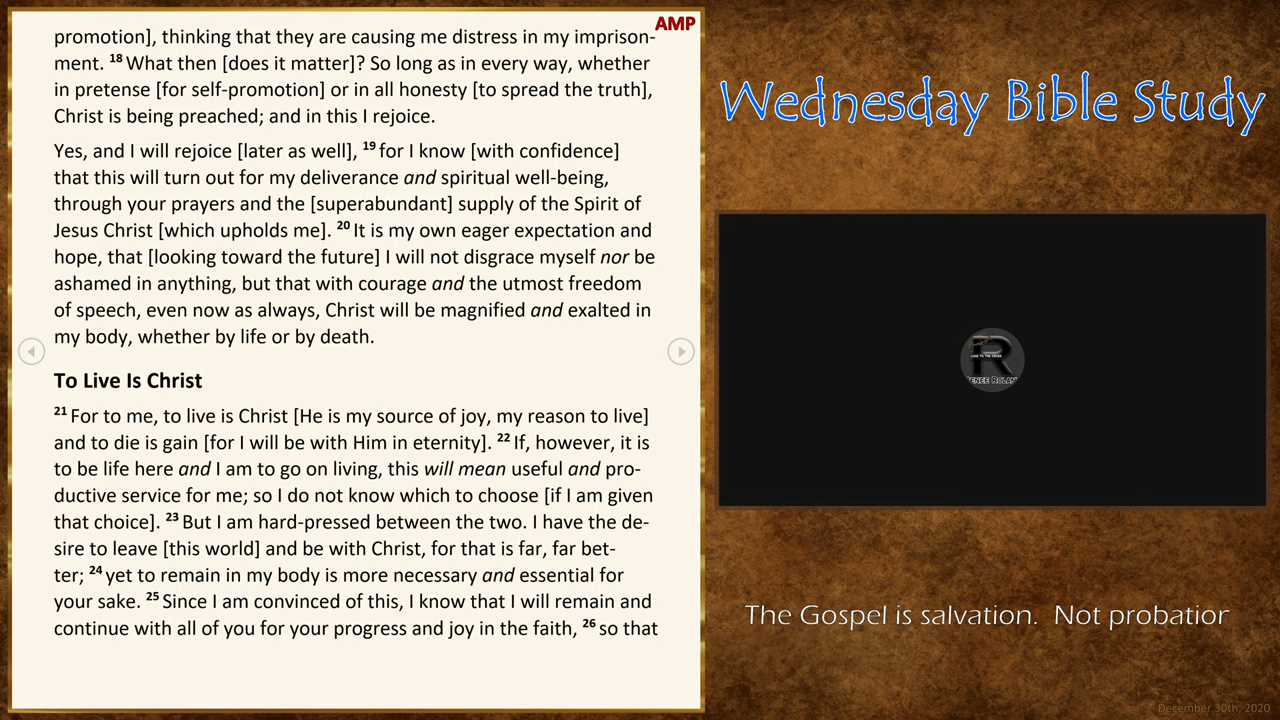 AMP
promotion], thinking that they are causing me distress in my imprison-
ment. 18 What then [does it matter]? So long as in every way, whether
in pretense [for self-promotion] or in all honesty [to spread the truth],
Christ is being preached; and in this I rejoice.
Yes, and I will rejoice [later as well], 19 for I know [with confidence]
that this will turn out for my deliverance and spiritual well-being,
through your prayers and the [superabundant] supply of the Spirit of
Jesus Christ [which upholds me]. 20 It is my own eager expectation and
hope, that [looking toward the future] I will not disgrace myself nor be
ashamed in anything, but that with courage and the utmost freedom
of speech, even now as always, Christ will be magnified and exalted in
my body, whether by life or by death.
To Live Is Christ
21 For to me, to live is Christ [He is my source of joy, my reason to live]
and to die is gain [for I will be with Him in eternity]. 22 If, however, it is
to be life here and I am to go on living, this will mean useful and pro-
ductive service for me; so I do not know which to choose [if I am given
that choice]. 23 But I am hard-pressed between the two. I have the de-
sire to leave [this world] and be with Christ, for that is far, far bet-
ter; 24 yet to remain in my body is more necessary and essential for
your sake. 25 Since I am convinced of this, I know that I will remain and
continue with all of you for your progress and joy in the faith, 26 so that
Wednesday Bible Study
R
The Gospel is salvation. Not probatior
December 30th, 2020